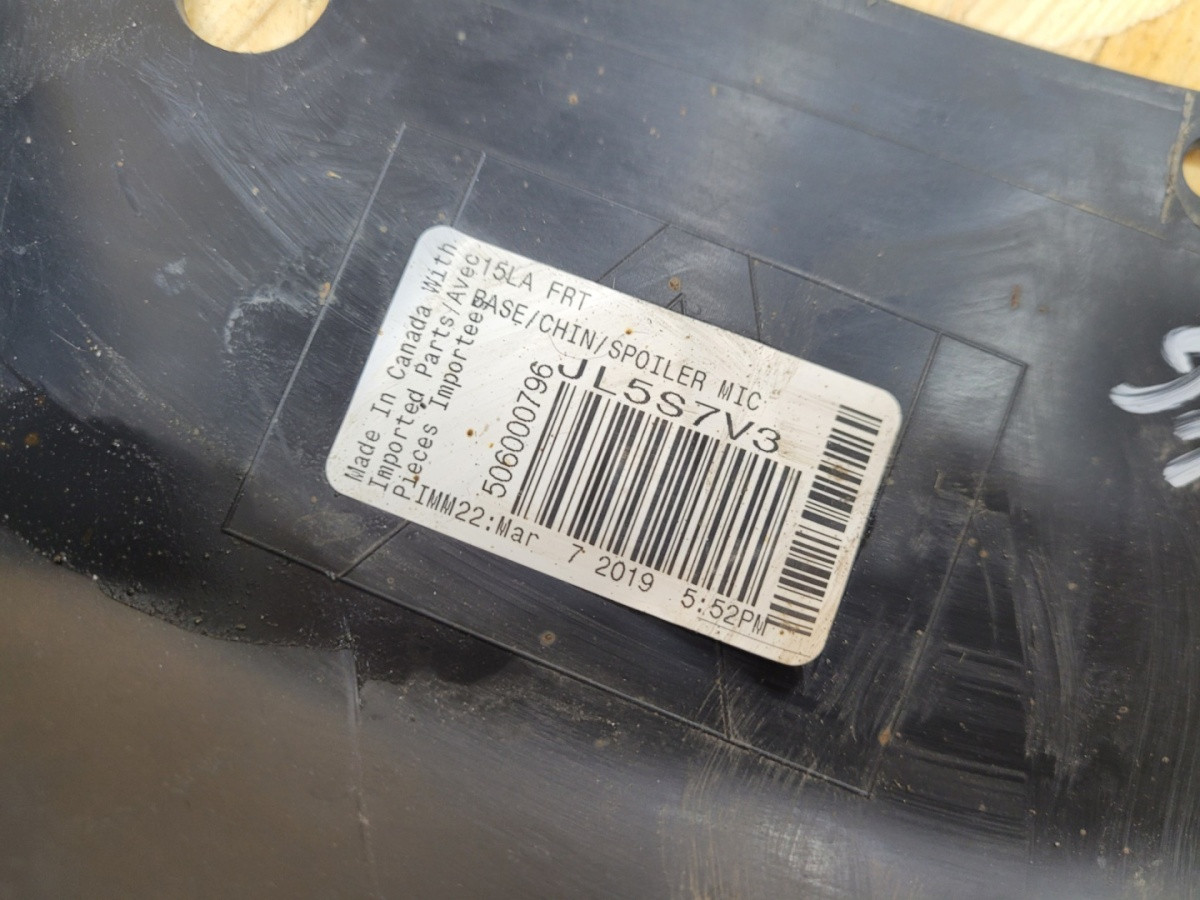 15LA FRT
BASE/CHIN/SPOILER MIC
JL5S7V3
506000796
Made In Canada With
Imported Parts/Avec
Pieces Importees
IMM22:Mar 7 2019 5:52PM